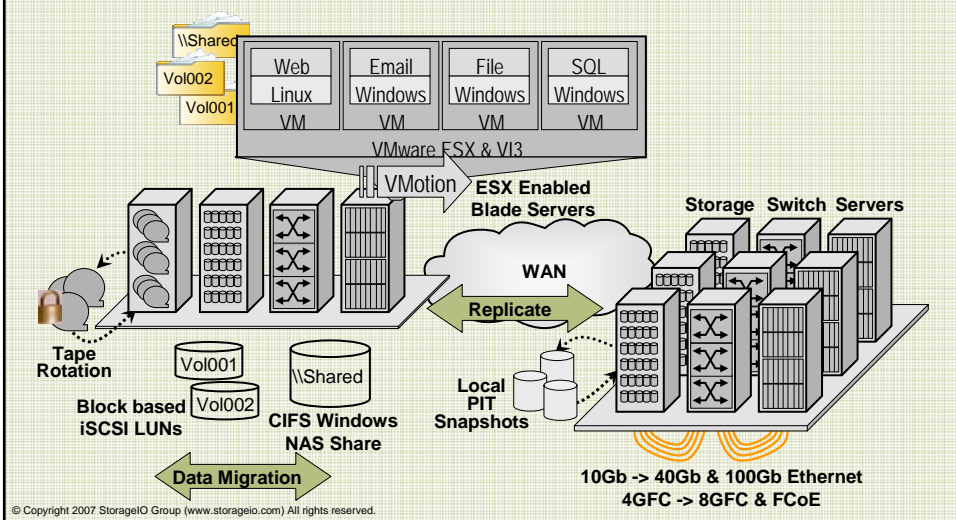 \\Shared
Vol002
Vol001
Web
Linux
VM
Email
Windows
VM
File
Windows
VM
SQL
Windows
VM
VMware ESX & VI3
VMotion
ESX Enabled
Blade Servers
Storage Switch Servers
WAN
Replicate
Tape
Rotation
Vol001
Vol002
Block based
iSCSI LUNs
\\Shared
CIFS Windows
NAS Share
Local
PIT
Snapshots
Data Migration
10Gb -> 40Gb & 100Gb Ethernet
4GFC -> 8GFC & FCoE
© Copyright 2007 StorageIO Group (www.storageio.com) All rights reserved.